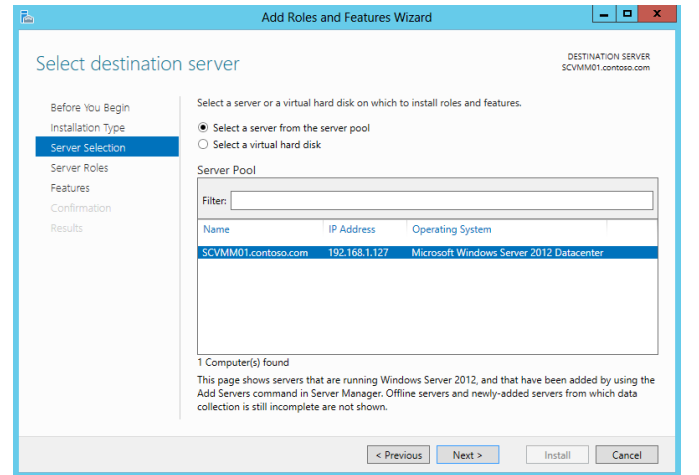 Add Roles and Features Wizard
Select destination server
DESTINATION SERVER
SCVMM01.contoso.com
Before You Begin
Installation Type
Server Selection
Server Roles
Features
Confirmation
Results
Select a server or a virtual hard disk on which to install roles and features.
Select a server from the server pool
Select a virtual hard disk
Server Pool
Filter:
Name IP Address Operating System
SCVMM01.contoso.com 192.168.1.127 Microsoft Windows Server 2012 Datacenter
1 Computer(s) found
This page shows servers that are running Windows Server 2012, and that have been added by using the
Add Servers command in Server Manager. Offline servers and newly-added servers from which data
collection is still incomplete are not shown.
< Previous Next > Install Cancel